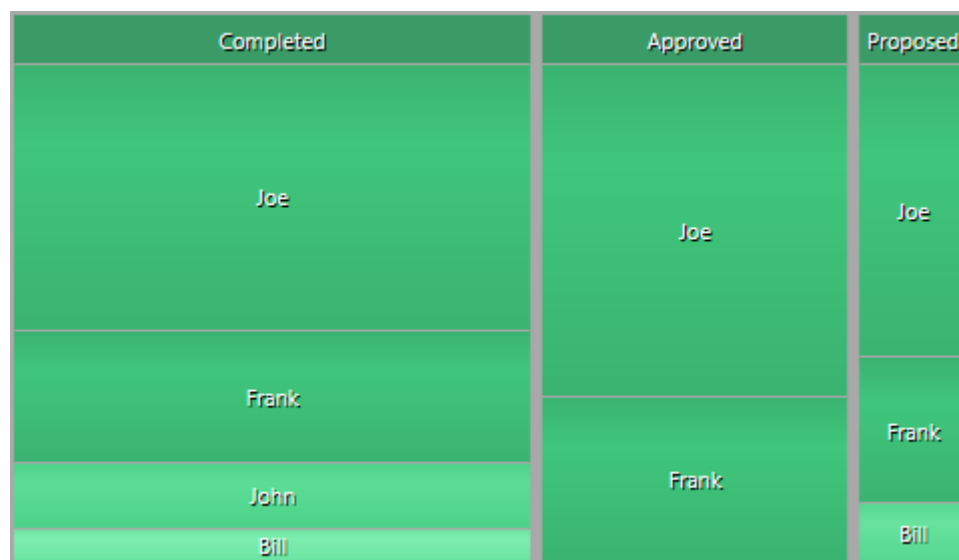 Completed
Approved
Proposed
Joe
Joe
Joe
Frank
Frank
Frank
John
Bill
Bill